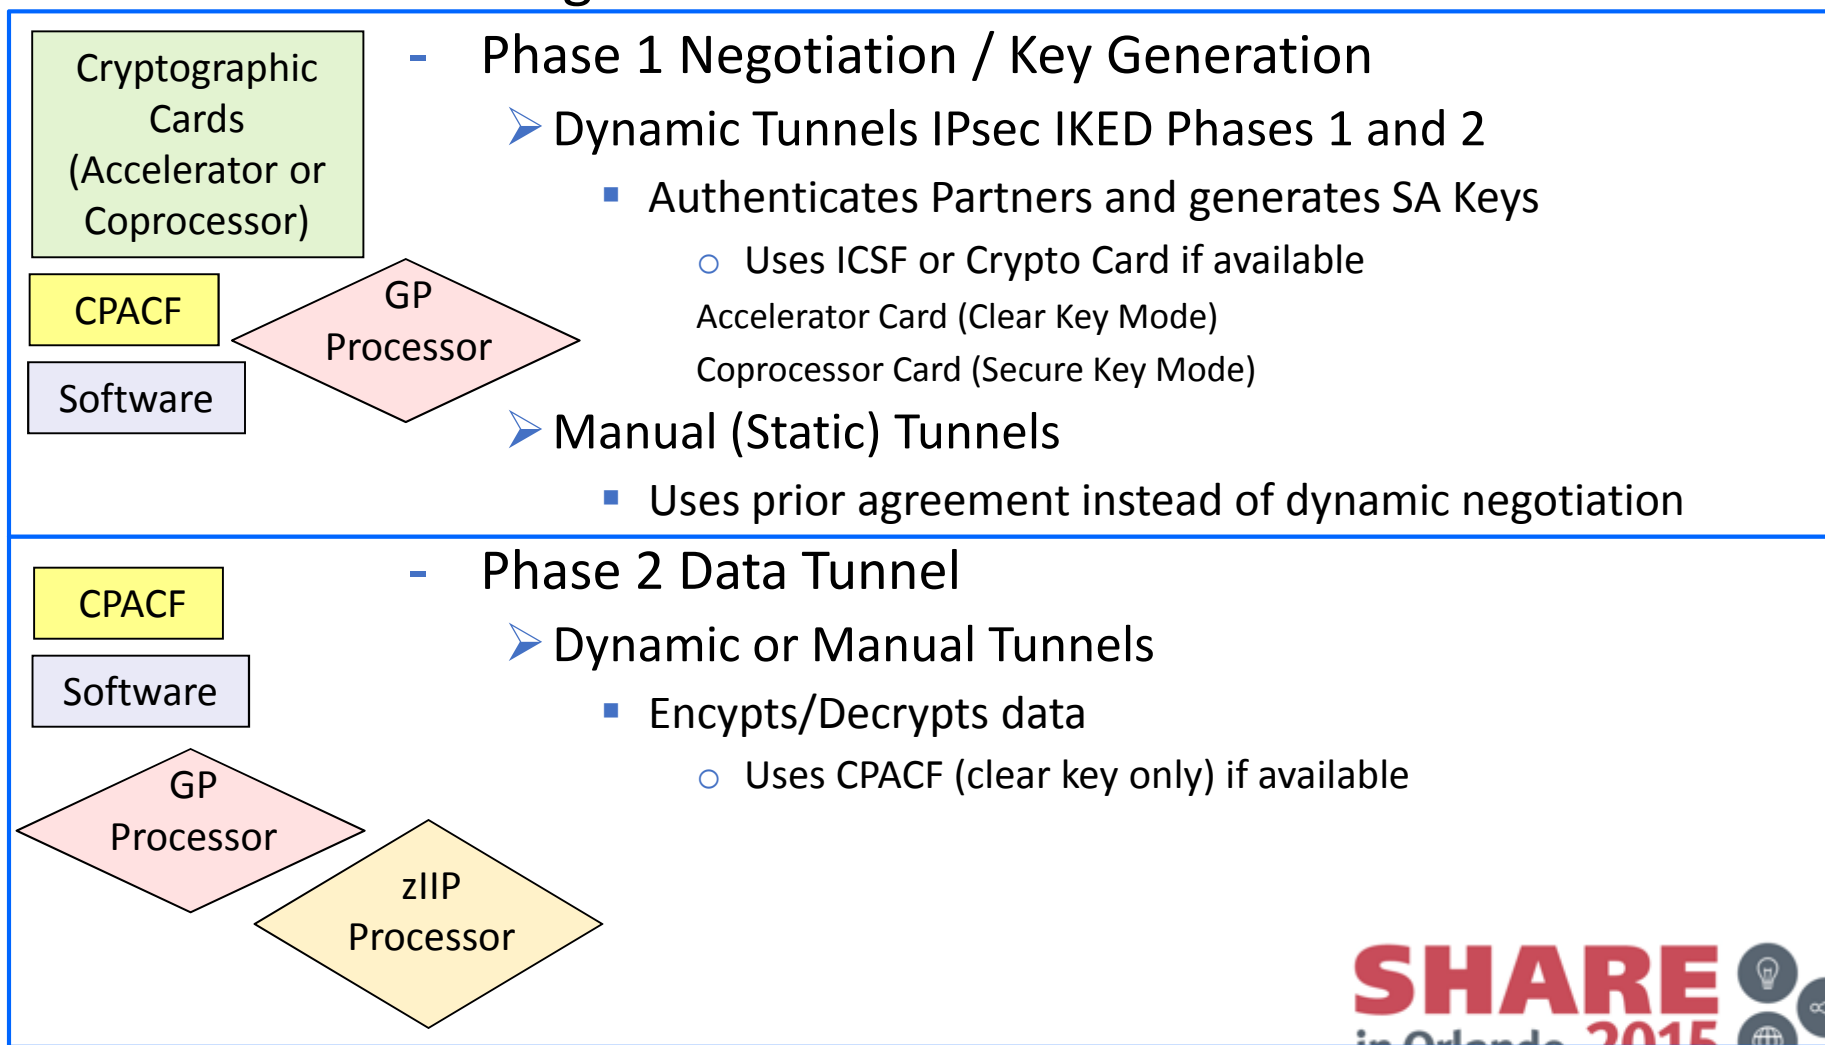 Cryptographic
Cards
(Accelerator or
Coprocessor)
CPACF
Software
GP
Processor
- Phase 1 Negotiation / Key Generation
Dynamic Tunnels IPsec IKED Phases 1 and 2
Authenticates Partners and generates SA Keys
Uses ICSF or Crypto Card if available
Accelerator Card (Clear Key Mode)
Coprocessor Card (Secure Key Mode)
Manual (Static) Tunnels
Uses prior agreement instead of dynamic negotiation
CPACF
Software
GP
Processor
zIIP
Processor
- Phase 2 Data Tunnel
Dynamic or Manual Tunnels
Encypts/Decrypts data
Uses CPACF (clear key only) if available
SHARE
in Orlando 2015